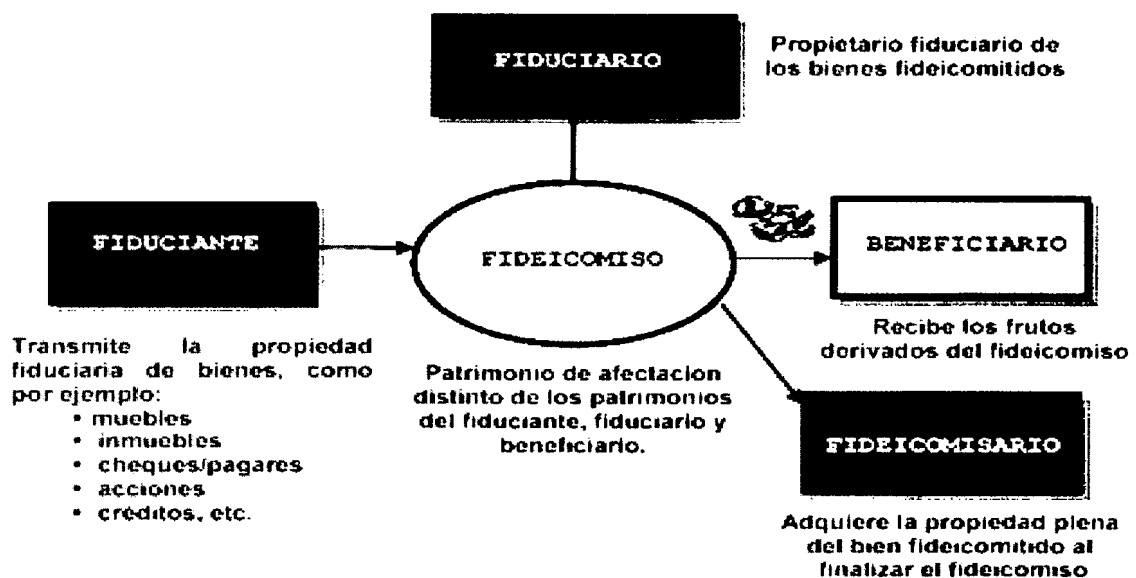 FIDUCIARIO
Propietario fiduciario de
los bienes fideicomitidos
FIDUCIANTE
FIDEICOMISO
BENEFICIARIO
Recibe los frutos
derivados del fideicomiso
Transmite la propiedad
fiduciaria de bienes, como
por ejemplo:
• muebles
• inmuebles
• cheques/pagares
• acciones
• créditos, etc.
Patrimonio de afectacion
distinto de los patrimonios
del fiduciante, fiduciario y
beneficiario.
FIDEICOMISARIO
Adquiere la propiedad plena
del bien fideicomitido al
finalizar el fideicomiso